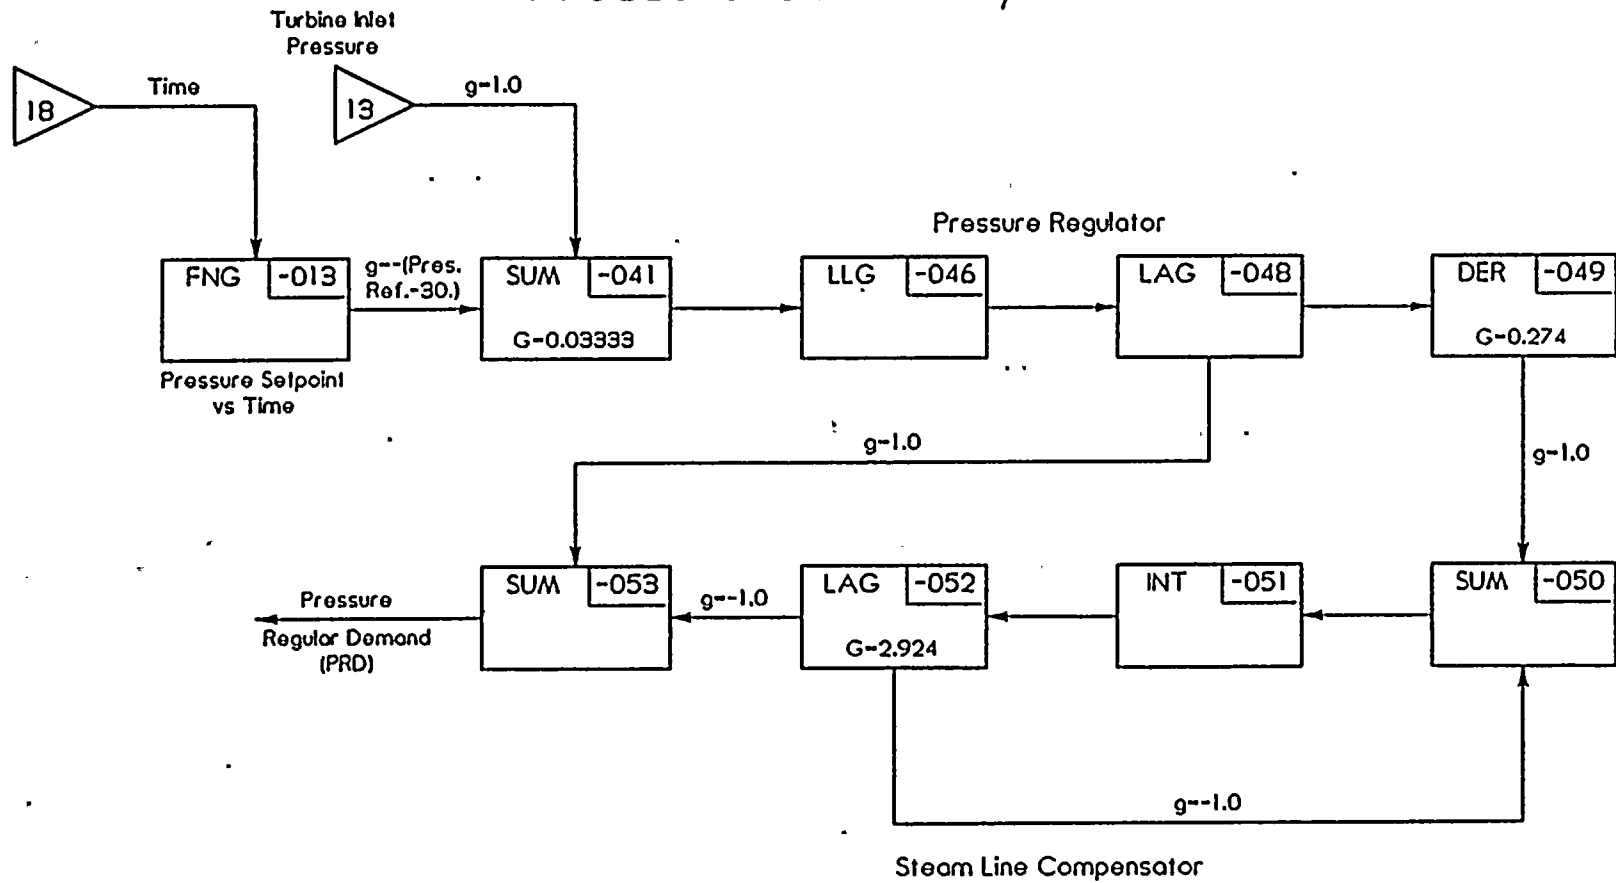 Turbine Inlet
Pressure
18
Time
13
g=1.0
Pressure Regulator
FNG -013
g=-(Pres.
Ref.-30.)
SUM -041
G=0.03333
LLG -046
LAG -048
DER -049
G=0.274
Pressure Setpoint
vs Time
g=1.0
g=1.0
SUM -053
g=-1.0
LAG -052
G=2.924
INT -051
SUM -050
Pressure
Regular Demand
(PRD)
g=-1.0
Steam Line Compensator